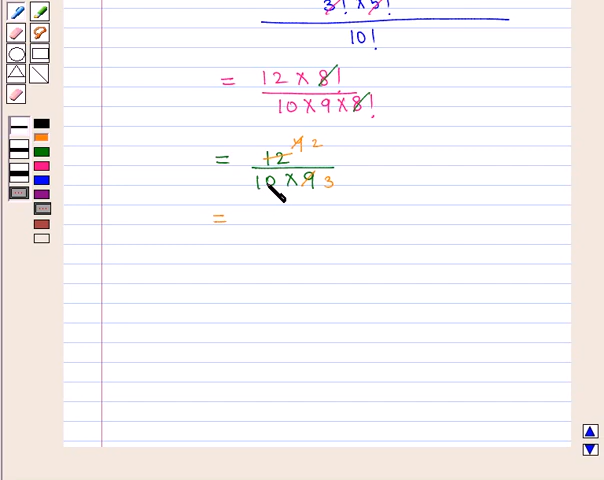 3! × 5!
10!
= 12 × 8!
10 × 9 × 8!
4 2
= 12
10 × 9 3
=